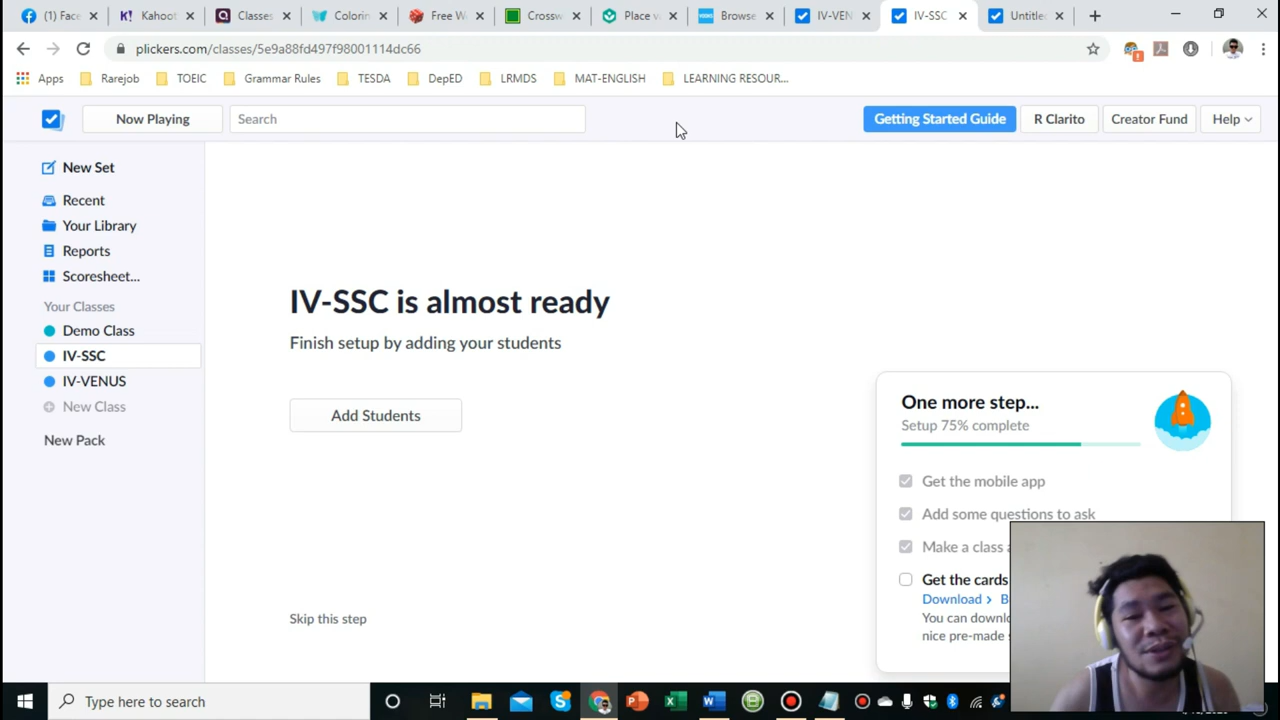 (1) Face
Kahoot
Classes
Colorin
Free W
Crossw
Place v
Browse
IV-VEN
IV-SSC
Untitle
plickers.com/classes/5e9a88fd497f98001114dc66
Apps
Rarejob
TOEIC
Grammar Rules
TESDA
DepED
LRMDS
MAT-ENGLISH
LEARNING RESOUR...
Now Playing
Search
Getting Started Guide
R Clarito
Creator Fund
Help
New Set
Recent
Your Library
Reports
Scoresheet...
Your Classes
Demo Class
IV-SSC
IV-VENUS
New Class
New Pack
IV-SSC is almost ready
Finish setup by adding your students
Add Students
Skip this step
One more step...
Setup 75% complete
Get the mobile app
Add some questions to ask
Make a class
Get the cards
Download >
You can downl
nice pre-made
Type here to search